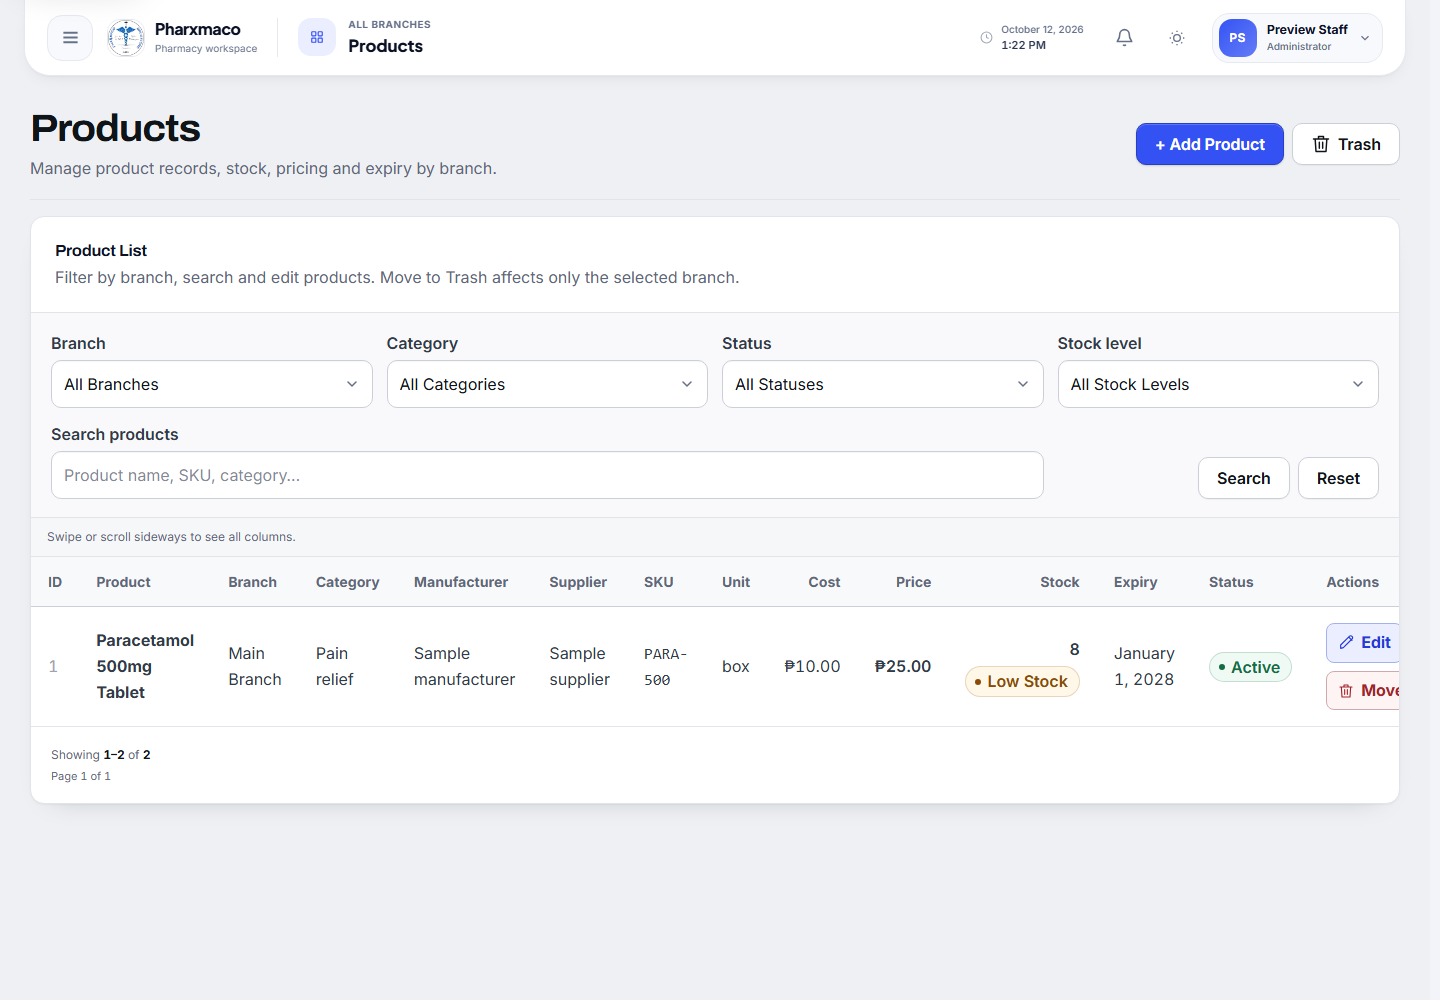 Pharxmaco
Pharmacy workspace
ALL BRANCHES
Products
October 12, 2026
1:22 PM
PS
Preview Staff
Administrator
Products
Manage product records, stock, pricing and expiry by branch.
+ Add Product
Trash
Product List
Filter by branch, search and edit products. Move to Trash affects only the selected branch.
Branch
Category
Status
Stock level
All Branches
All Categories
All Statuses
All Stock Levels
Search products
Product name, SKU, category...
Search
Reset
Swipe or scroll sideways to see all columns.
ID Product Branch Category Manufacturer Supplier SKU Unit Cost Price Stock Expiry Status Actions
1
Paracetamol
500mg
Tablet
Main
Branch
Pain
relief
Sample
manufacturer
Sample
supplier
PARA-
500
box
₱10.00
₱25.00
8
Low Stock
January
1, 2028
Active
Edit
Move
Showing 1–2 of 2
Page 1 of 1